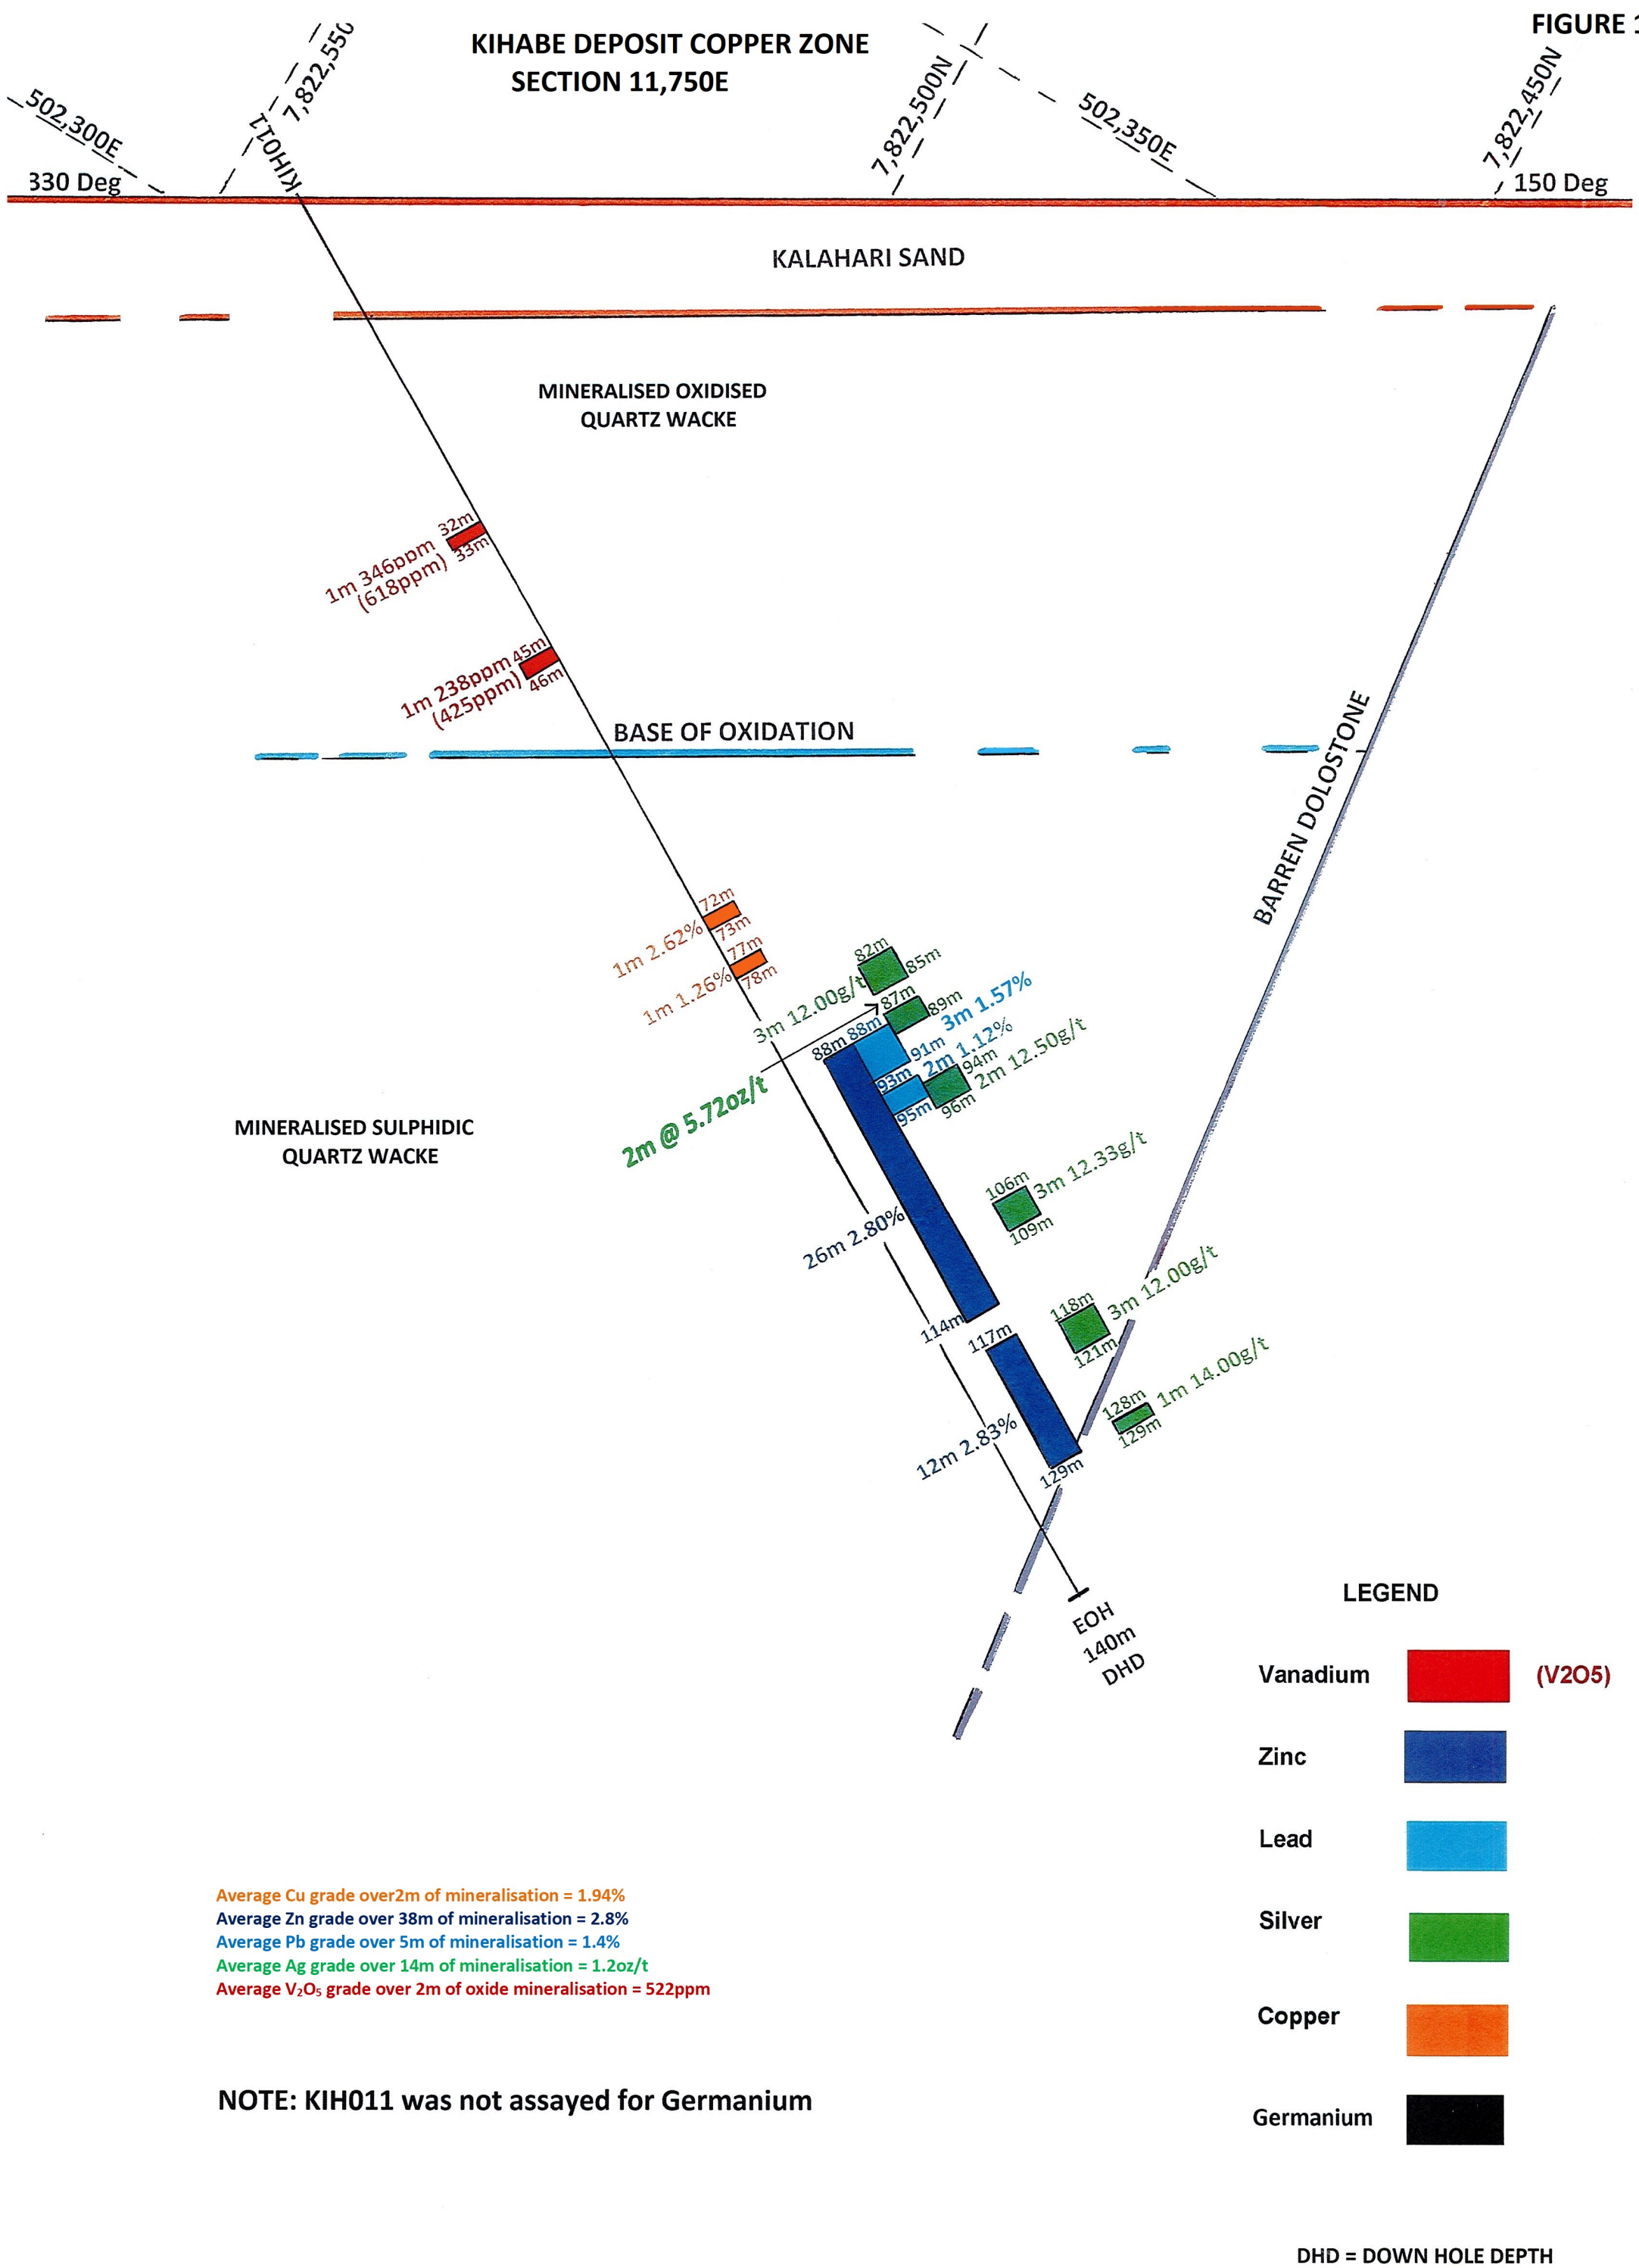 FIGURE 1
KIHABE DEPOSIT COPPER ZONE
SECTION 11,750E
502,300E
7,822,550
KIH011
7,822,500N
502,350E
7,822,450N
330 Deg
150 Deg
KALAHARI SAND
MINERALISED OXIDISED
QUARTZ WACKE
32m
33m
1m 346ppm
(618ppm)
45m
46m
1m 238ppm
(425ppm)
BASE OF OXIDATION
BARREN DOLOSTONE
72m
73m
1m 2.62%
77m
78m
1m 1.26%
82m
85m
3m 12.00g/t
87m
89m
2m @ 5.72oz/t
88m
88m
91m
3m 1.57%
93m
95m
2m 1.12%
94m
96m
2m 12.50g/t
MINERALISED SULPHIDIC
QUARTZ WACKE
106m
109m
3m 12.33g/t
26m 2.80%
114m
117m
118m
121m
3m 12.00g/t
128m
129m
1m 14.00g/t
12m 2.83%
129m
EOH
140m
DHD
LEGEND
Vanadium (V2O5)
Zinc
Lead
Silver
Copper
Germanium
Average Cu grade over2m of mineralisation = 1.94%
Average Zn grade over 38m of mineralisation = 2.8%
Average Pb grade over 5m of mineralisation = 1.4%
Average Ag grade over 14m of mineralisation = 1.2oz/t
Average V₂O₅ grade over 2m of oxide mineralisation = 522ppm
NOTE: KIH011 was not assayed for Germanium
DHD = DOWN HOLE DEPTH